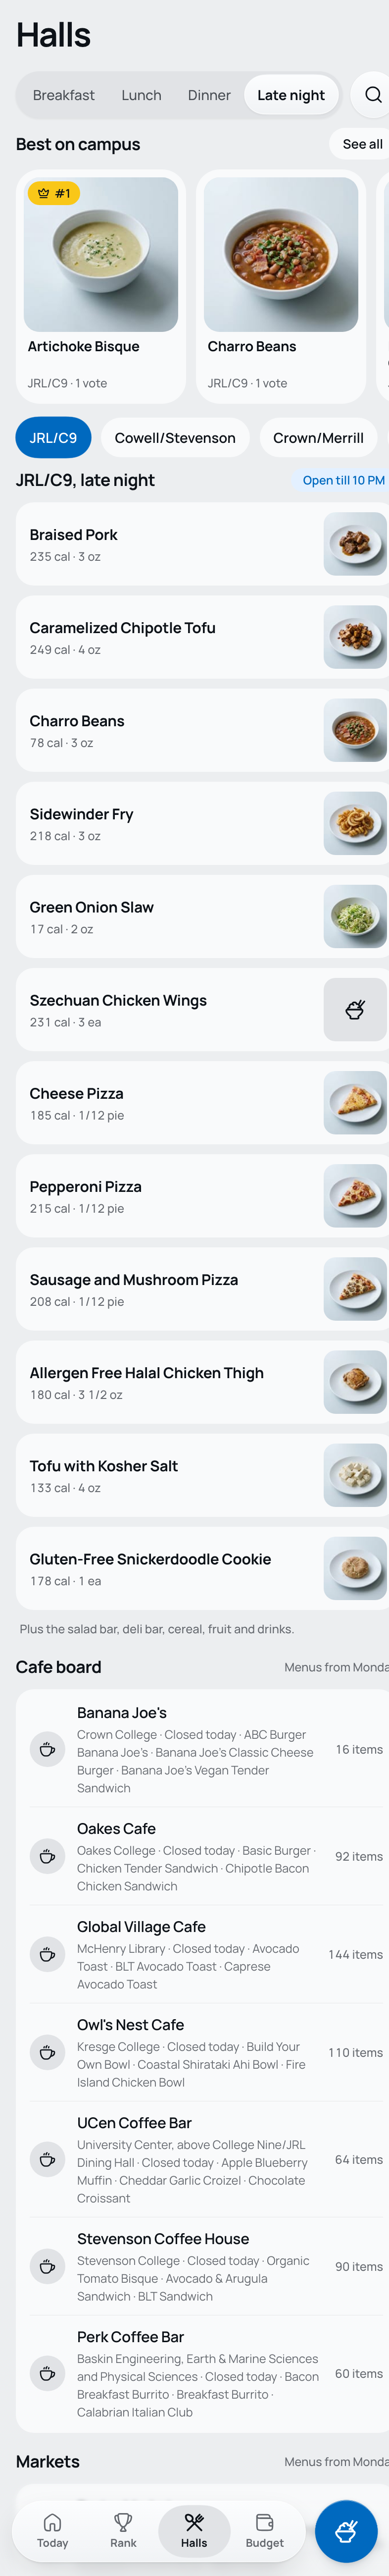 Halls
Breakfast Lunch Dinner Late night
Best on campus See all
#1
Artichoke Bisque
JRL/C9 · 1 vote
Charro Beans
JRL/C9 · 1 vote
JRL/C9 Cowell/Stevenson Crown/Merrill
JRL/C9, late night Open till 10 PM
Braised Pork
235 cal · 3 oz
Caramelized Chipotle Tofu
249 cal · 4 oz
Charro Beans
78 cal · 3 oz
Sidewinder Fry
218 cal · 3 oz
Green Onion Slaw
17 cal · 2 oz
Szechuan Chicken Wings
231 cal · 3 ea
Cheese Pizza
185 cal · 1/12 pie
Pepperoni Pizza
215 cal · 1/12 pie
Sausage and Mushroom Pizza
208 cal · 1/12 pie
Allergen Free Halal Chicken Thigh
180 cal · 3 1/2 oz
Tofu with Kosher Salt
133 cal · 4 oz
Gluten-Free Snickerdoodle Cookie
178 cal · 1 ea
Plus the salad bar, deli bar, cereal, fruit and drinks.
Cafe board Menus from Monda
Banana Joe's
Crown College · Closed today · ABC Burger
Banana Joe's · Banana Joe's Classic Cheese
Burger · Banana Joe's Vegan Tender
Sandwich
16 items
Oakes Cafe
Oakes College · Closed today · Basic Burger ·
Chicken Tender Sandwich · Chipotle Bacon
Chicken Sandwich
92 items
Global Village Cafe
McHenry Library · Closed today · Avocado
Toast · BLT Avocado Toast · Caprese
Avocado Toast
144 items
Owl's Nest Cafe
Kresge College · Closed today · Build Your
Own Bowl · Coastal Shirataki Ahi Bowl · Fire
Island Chicken Bowl
110 items
UCen Coffee Bar
University Center, above College Nine/JRL
Dining Hall · Closed today · Apple Blueberry
Muffin · Cheddar Garlic Croizel · Chocolate
Croissant
64 items
Stevenson Coffee House
Stevenson College · Closed today · Organic
Tomato Bisque · Avocado & Arugula
Sandwich · BLT Sandwich
90 items
Perk Coffee Bar
Baskin Engineering, Earth & Marine Sciences
and Physical Sciences · Closed today · Bacon
Breakfast Burrito · Breakfast Burrito ·
Calabrian Italian Club
60 items
Markets Menus from Monda
Today Rank Halls Budget